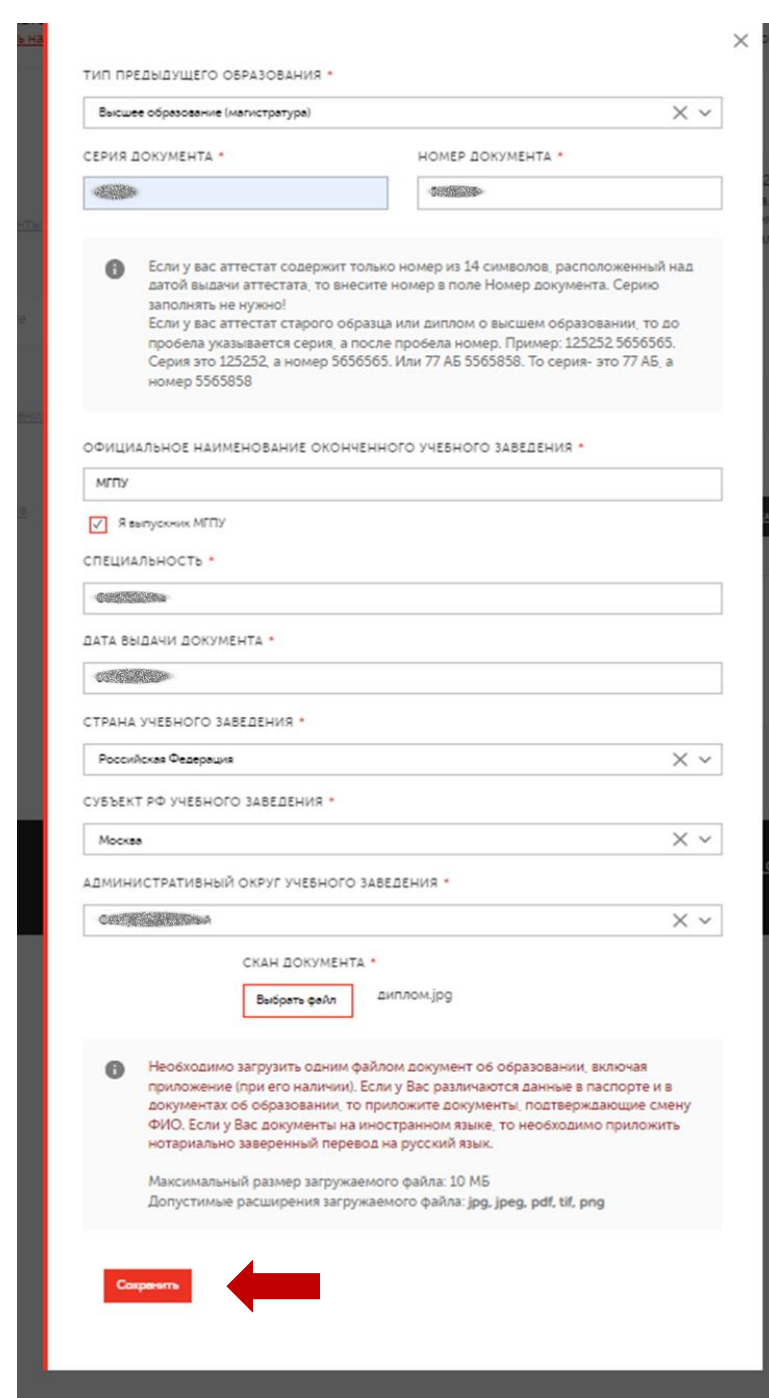 ТИП ПРЕДЫДУЩЕГО ОБРАЗОВАНИЯ *
Высшее образование (магистратура)
СЕРИЯ ДОКУМЕНТА * НОМЕР ДОКУМЕНТА *
Если у вас аттестат содержит только номер из 14 символов, расположенный над
датой выдачи аттестата, то внесите номер в поле Номер документа. Серию
заполнять не нужно!
Если у вас аттестат старого образца или диплом о высшем образовании, то до
пробела указывается серия, а после пробела номер. Пример: 125252 5656565.
Серия это 125252, а номер 5656565. Или 77 АБ 5565858. То серия- это 77 АБ, а
номер 5565858
ОФИЦИАЛЬНОЕ НАИМЕНОВАНИЕ ОКОНЧЕННОГО УЧЕБНОГО ЗАВЕДЕНИЯ *
МГПУ
Я выпускник МГПУ
СПЕЦИАЛЬНОСТЬ *
ДАТА ВЫДАЧИ ДОКУМЕНТА *
СТРАНА УЧЕБНОГО ЗАВЕДЕНИЯ *
Российская Федерация
СУБЪЕКТ РФ УЧЕБНОГО ЗАВЕДЕНИЯ *
Москва
АДМИНИСТРАТИВНЫЙ ОКРУГ УЧЕБНОГО ЗАВЕДЕНИЯ *
СКАН ДОКУМЕНТА *
Выбрать файл диплом.jpg
Необходимо загрузить одним файлом документ об образовании, включая
приложение (при его наличии). Если у Вас различаются данные в паспорте и в
документах об образовании, то приложите документы, подтверждающие смену
ФИО. Если у Вас документы на иностранном языке, то необходимо приложить
нотариально заверенный перевод на русский язык.
Максимальный размер загружаемого файла: 10 МБ
Допустимые расширения загружаемого файла: jpg, jpeg, pdf, tif, png
Сохранить